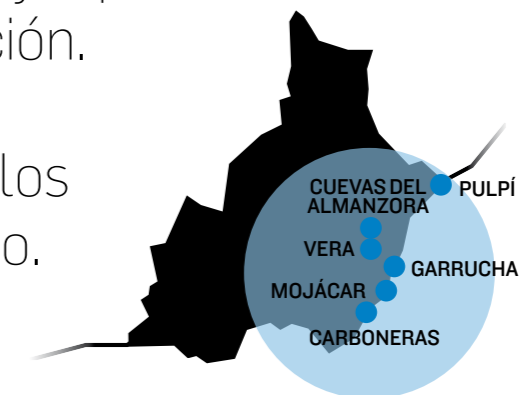 ción.
los
o.
CUEVAS DEL
ALMANZORA
PULPÍ
VERA
GARRUCHA
MOJÁCAR
CARBONERAS